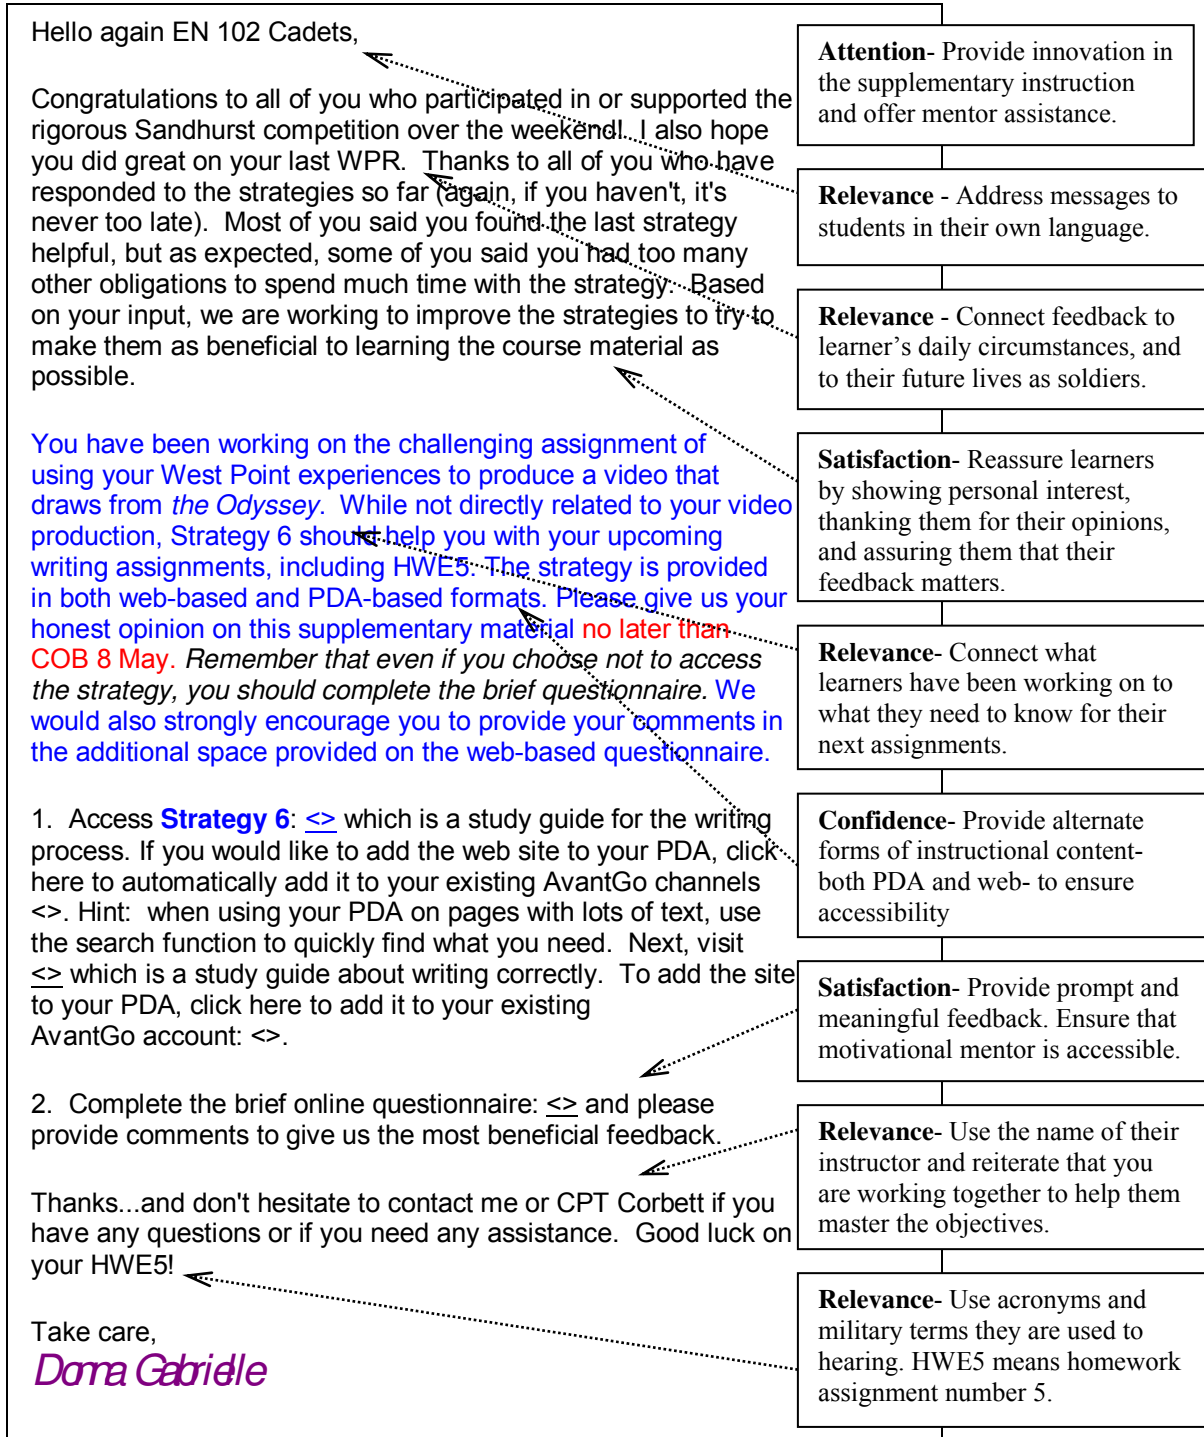 Hello again EN 102 Cadets,
Congratulations to all of you who participated in or supported the
rigorous Sandhurst competition over the weekend!  I also hope
you did great on your last WPR.  Thanks to all of you who have
responded to the strategies so far (again, if you haven't, it's
never too late).  Most of you said you found the last strategy
helpful, but as expected, some of you said you had too many
other obligations to spend much time with the strategy.  Based
on your input, we are working to improve the strategies to try to
make them as beneficial to learning the course material as
possible.
You have been working on the challenging assignment of
using your West Point experiences to produce a video that
draws from the Odyssey.  While not directly related to your video
production, Strategy 6 should help you with your upcoming
writing assignments, including HWE5. The strategy is provided
in both web-based and PDA-based formats. Please give us your
honest opinion on this supplementary material no later than
COB 8 May. Remember that even if you choose not to access
the strategy, you should complete the brief questionnaire. We
would also strongly encourage you to provide your comments in
the additional space provided on the web-based questionnaire.
1.  Access Strategy 6: <> which is a study guide for the writing
process. If you would like to add the web site to your PDA, click
here to automatically add it to your existing AvantGo channels
<>. Hint:  when using your PDA on pages with lots of text, use
the search function to quickly find what you need.  Next, visit
<> which is a study guide about writing correctly.  To add the site
to your PDA, click here to add it to your existing
AvantGo account: <>.
2.  Complete the brief online questionnaire: <> and please
provide comments to give us the most beneficial feedback.
Thanks...and don't hesitate to contact me or CPT Corbett if you
have any questions or if you need any assistance.  Good luck on
your HWE5!
Take care,
Donna Gabrielle
Attention- Provide innovation in
the supplementary instruction
and offer mentor assistance.
Relevance - Address messages to
students in their own language.
Relevance - Connect feedback to
learner's daily circumstances, and
to their future lives as soldiers.
Satisfaction- Reassure learners
by showing personal interest,
thanking them for their opinions,
and assuring them that their
feedback matters.
Relevance- Connect what
learners have been working on to
what they need to know for their
next assignments.
Confidence- Provide alternate
forms of instructional content-
both PDA and web- to ensure
accessibility
Satisfaction- Provide prompt and
meaningful feedback. Ensure that
motivational mentor is accessible.
Relevance- Use the name of their
instructor and reiterate that you
are working together to help them
master the objectives.
Relevance- Use acronyms and
military terms they are used to
hearing. HWE5 means homework
assignment number 5.